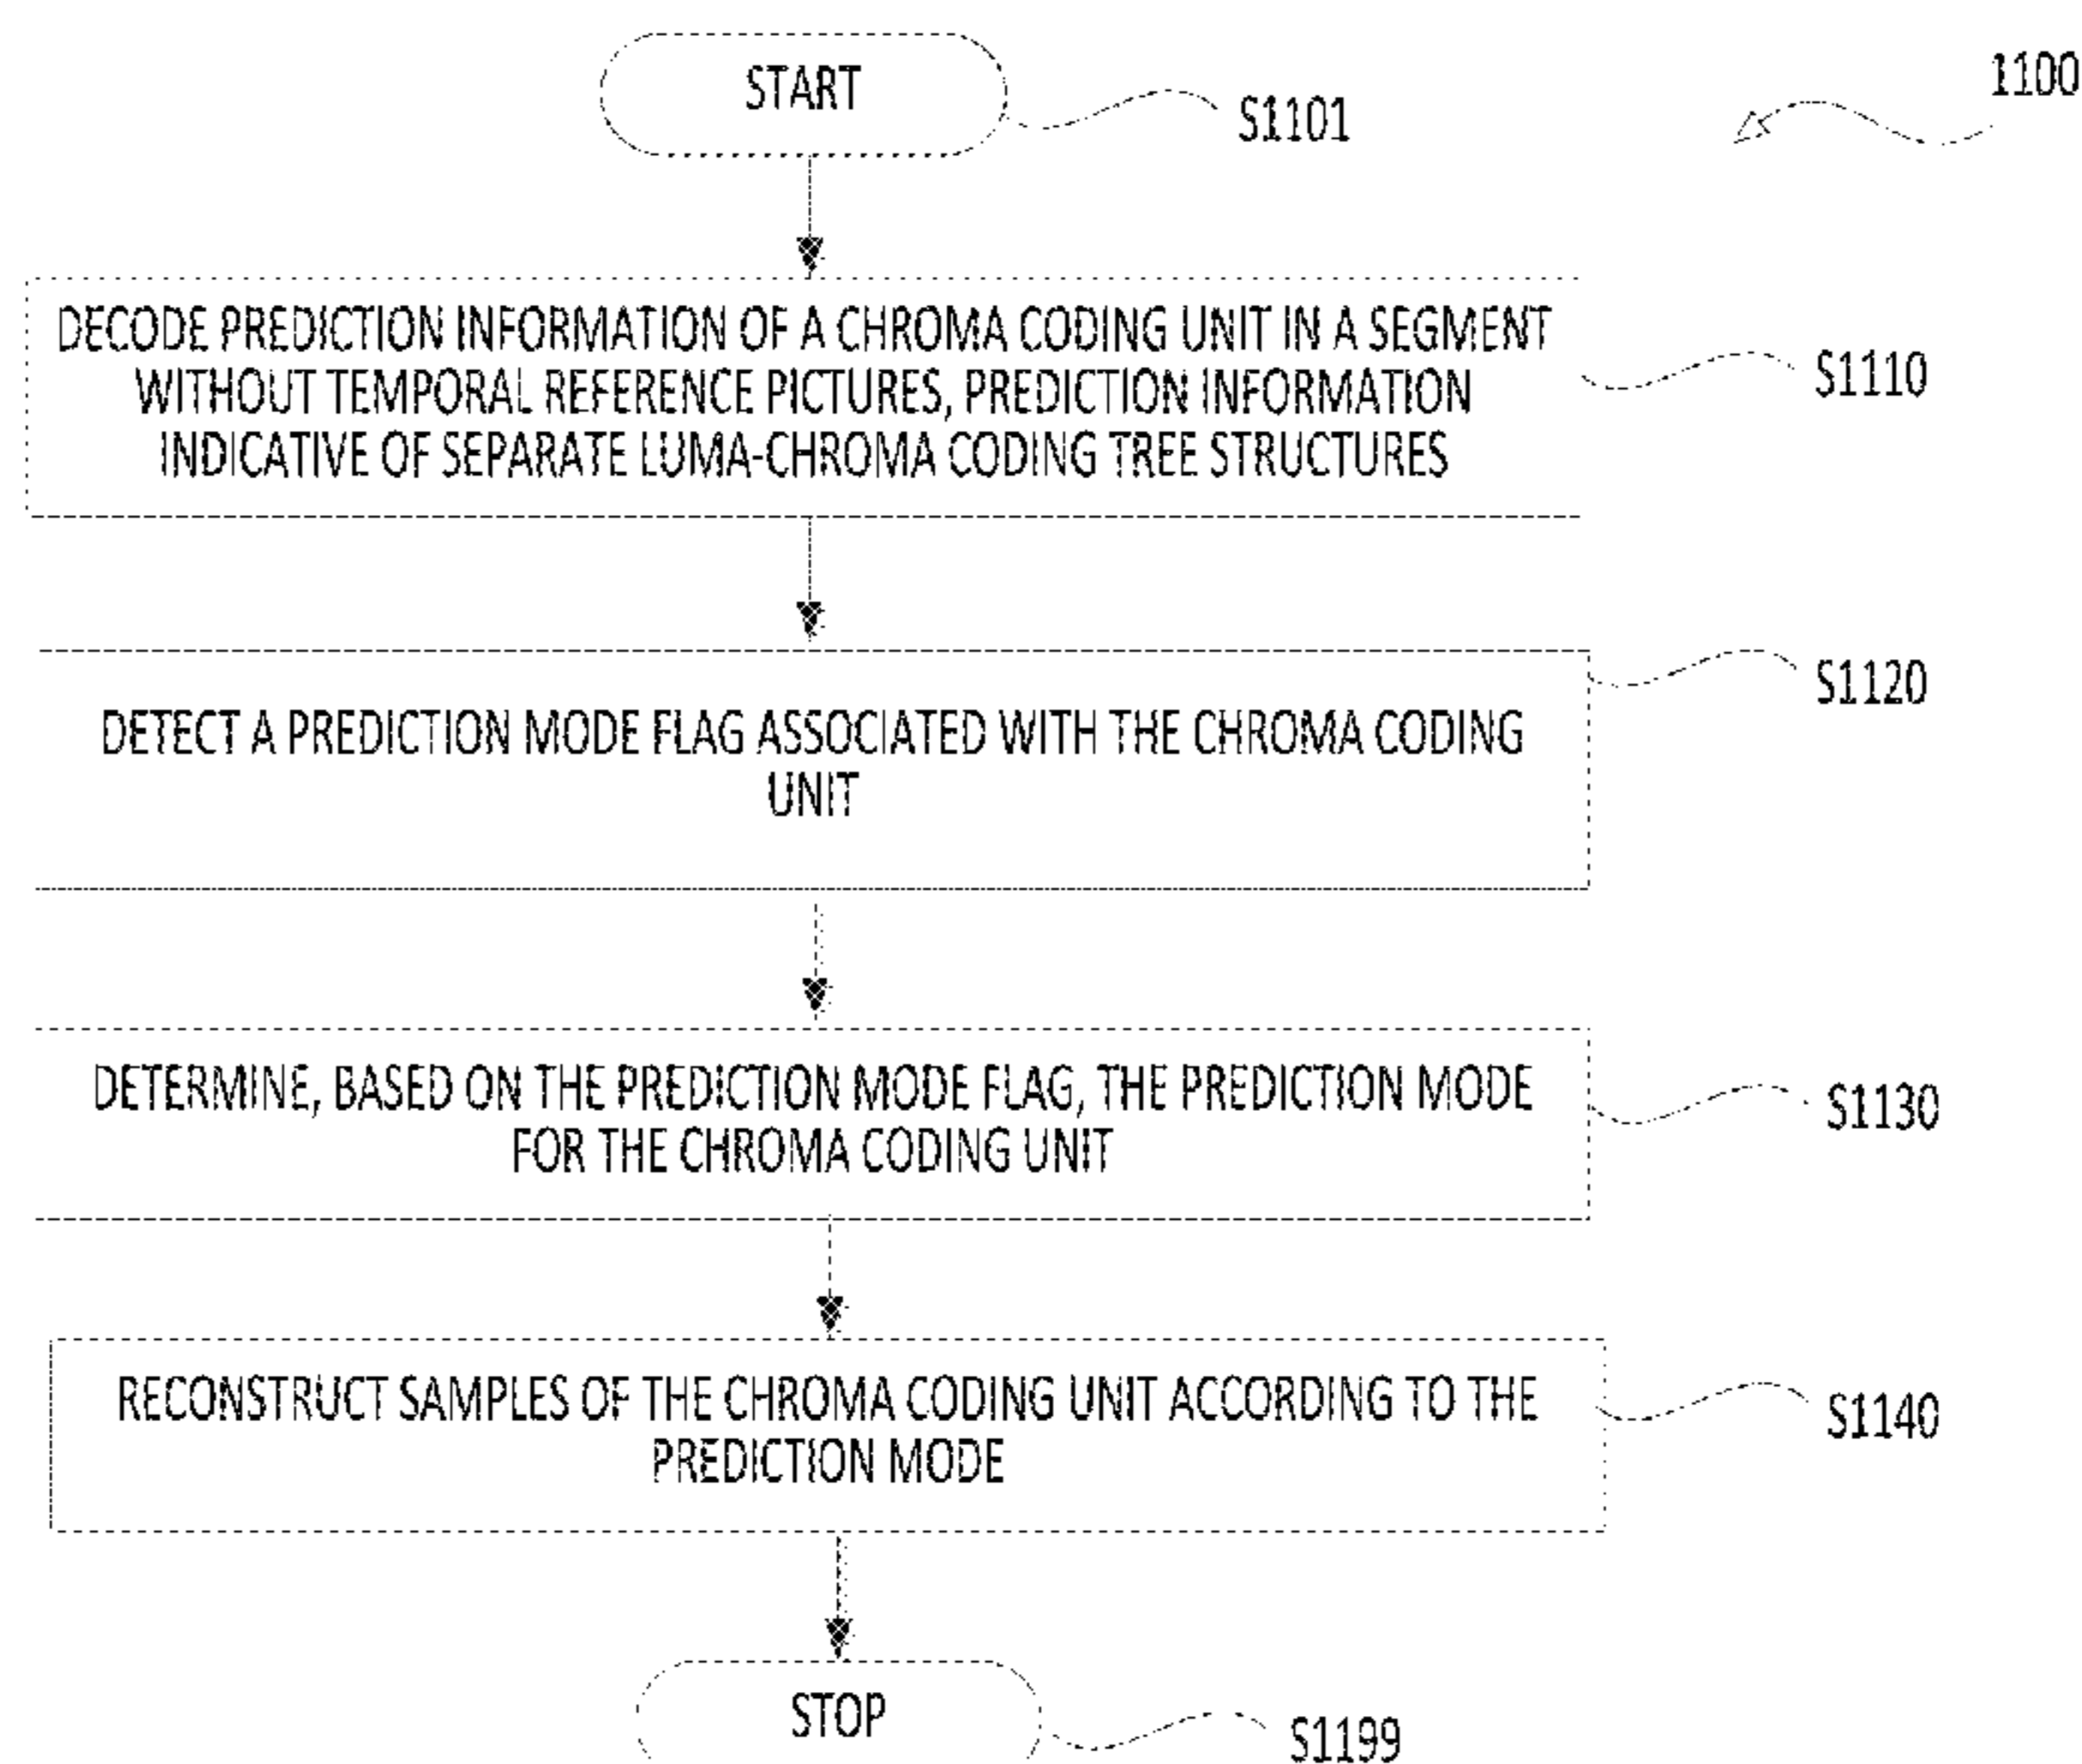 START
S1101
1100
DECODE PREDICTION INFORMATION OF A CHROMA CODING UNIT IN A SEGMENT
WITHOUT TEMPORAL REFERENCE PICTURES, PREDICTION INFORMATION
INDICATIVE OF SEPARATE LUMA-CHROMA CODING TREE STRUCTURES
S1110
S1120
DETECT A PREDICTION MODE FLAG ASSOCIATED WITH THE CHROMA CODING
UNIT
DETERMINE, BASED ON THE PREDICTION MODE FLAG, THE PREDICTION MODE
FOR THE CHROMA CODING UNIT
S1130
RECONSTRUCT SAMPLES OF THE CHROMA CODING UNIT ACCORDING TO THE
PREDICTION MODE
S1140
STOP
S1199